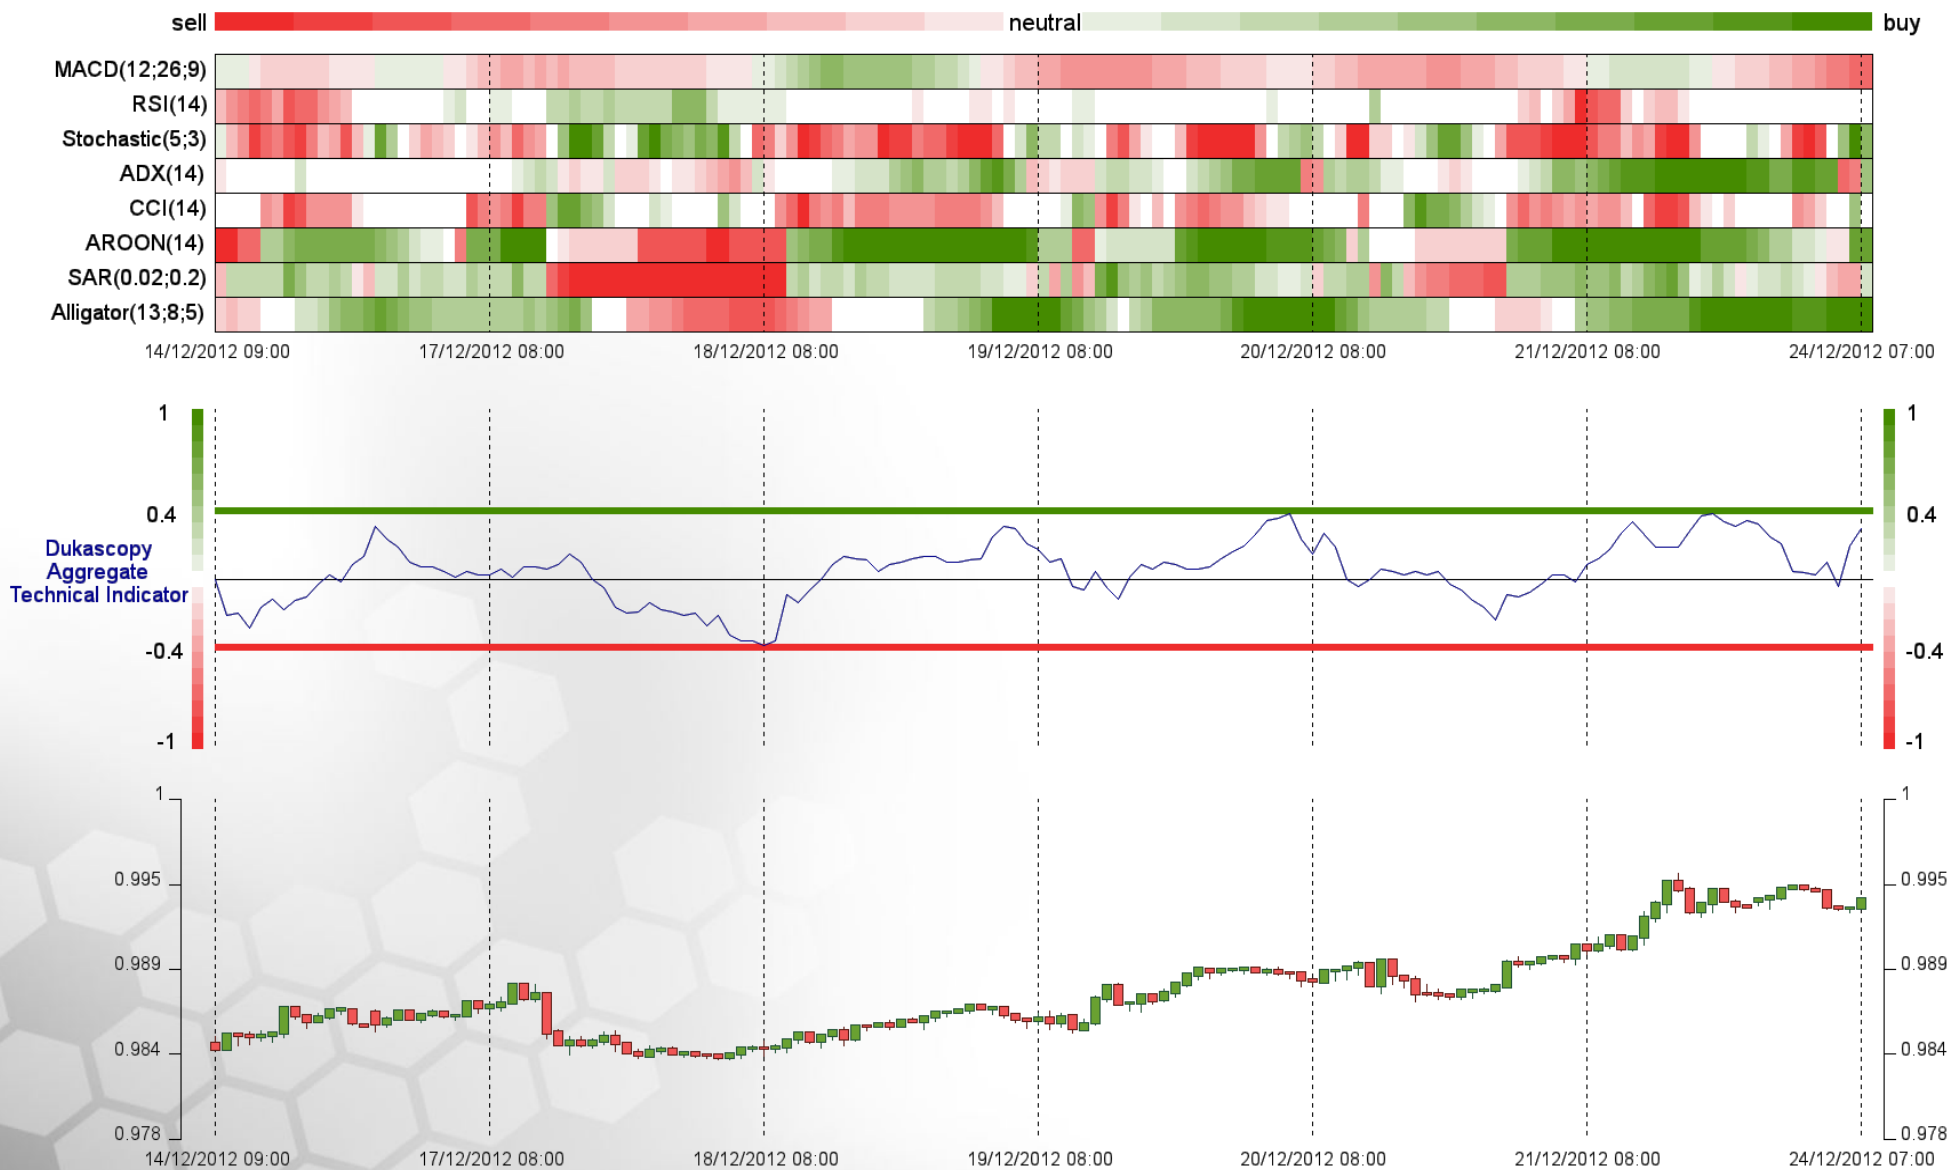 sell neutral buy
MACD(12;26;9)
RSI(14)
Stochastic(5;3)
ADX(14)
CCI(14)
AROON(14)
SAR(0.02;0.2)
Alligator(13;8;5)
14/12/2012 09:00 17/12/2012 08:00 18/12/2012 08:00 19/12/2012 08:00 20/12/2012 08:00 21/12/2012 08:00 24/12/2012 07:00
1 1
0.4 0.4
Dukascopy
Aggregate
Technical Indicator
-0.4 -0.4
-1 -1
1 1
0.995 0.995
0.989 0.989
0.984 0.984
0.978 0.978
14/12/2012 09:00 17/12/2012 08:00 18/12/2012 08:00 19/12/2012 08:00 20/12/2012 08:00 21/12/2012 08:00 24/12/2012 07:00